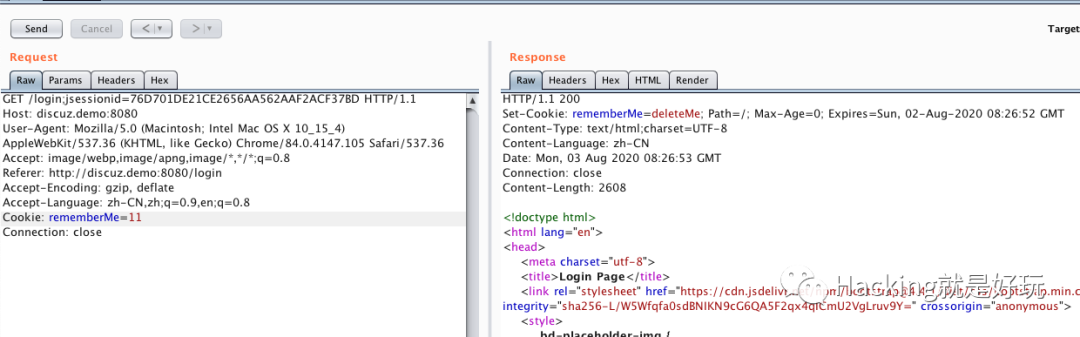 Send Cancel < >
Target
Request
Response
Raw Params Headers Hex
Raw Headers Hex HTML Render
GET /login;jsessionid=76D701DE21CE2656AA562AAF2ACF37BD HTTP/1.1
Host: discuz.demo:8080
User-Agent: Mozilla/5.0 (Macintosh; Intel Mac OS X 10_15_4)
AppleWebKit/537.36 (KHTML, like Gecko) Chrome/84.0.4147.105 Safari/537.36
Accept: image/webp,image/apng,image/*,*/*;q=0.8
Referer: http://discuz.demo:8080/login
Accept-Encoding: gzip, deflate
Accept-Language: zh-CN,zh;q=0.9,en;q=0.8
Cookie: rememberMe=11
Connection: close
HTTP/1.1 200
Set-Cookie: rememberMe=deleteMe; Path=/; Max-Age=0; Expires=Sun, 02-Aug-2020 08:26:52 GMT
Content-Type: text/html;charset=UTF-8
Content-Language: zh-CN
Date: Mon, 03 Aug 2020 08:26:53 GMT
Connection: close
Content-Length: 2608
<!doctype html>
<html lang="en">
<head>
<meta charset="utf-8">
<title>Login Page</title>
<link rel="stylesheet" href="https://cdn.jsdeliv
integrity="sha256-L/W5Wfqfa0sdBNIKN9cG6QA5F2qx4qICmU2VgLruv9Y=" crossorigin="anonymous">
<style>
.bd-placeholder-img {
Hacking就是好玩